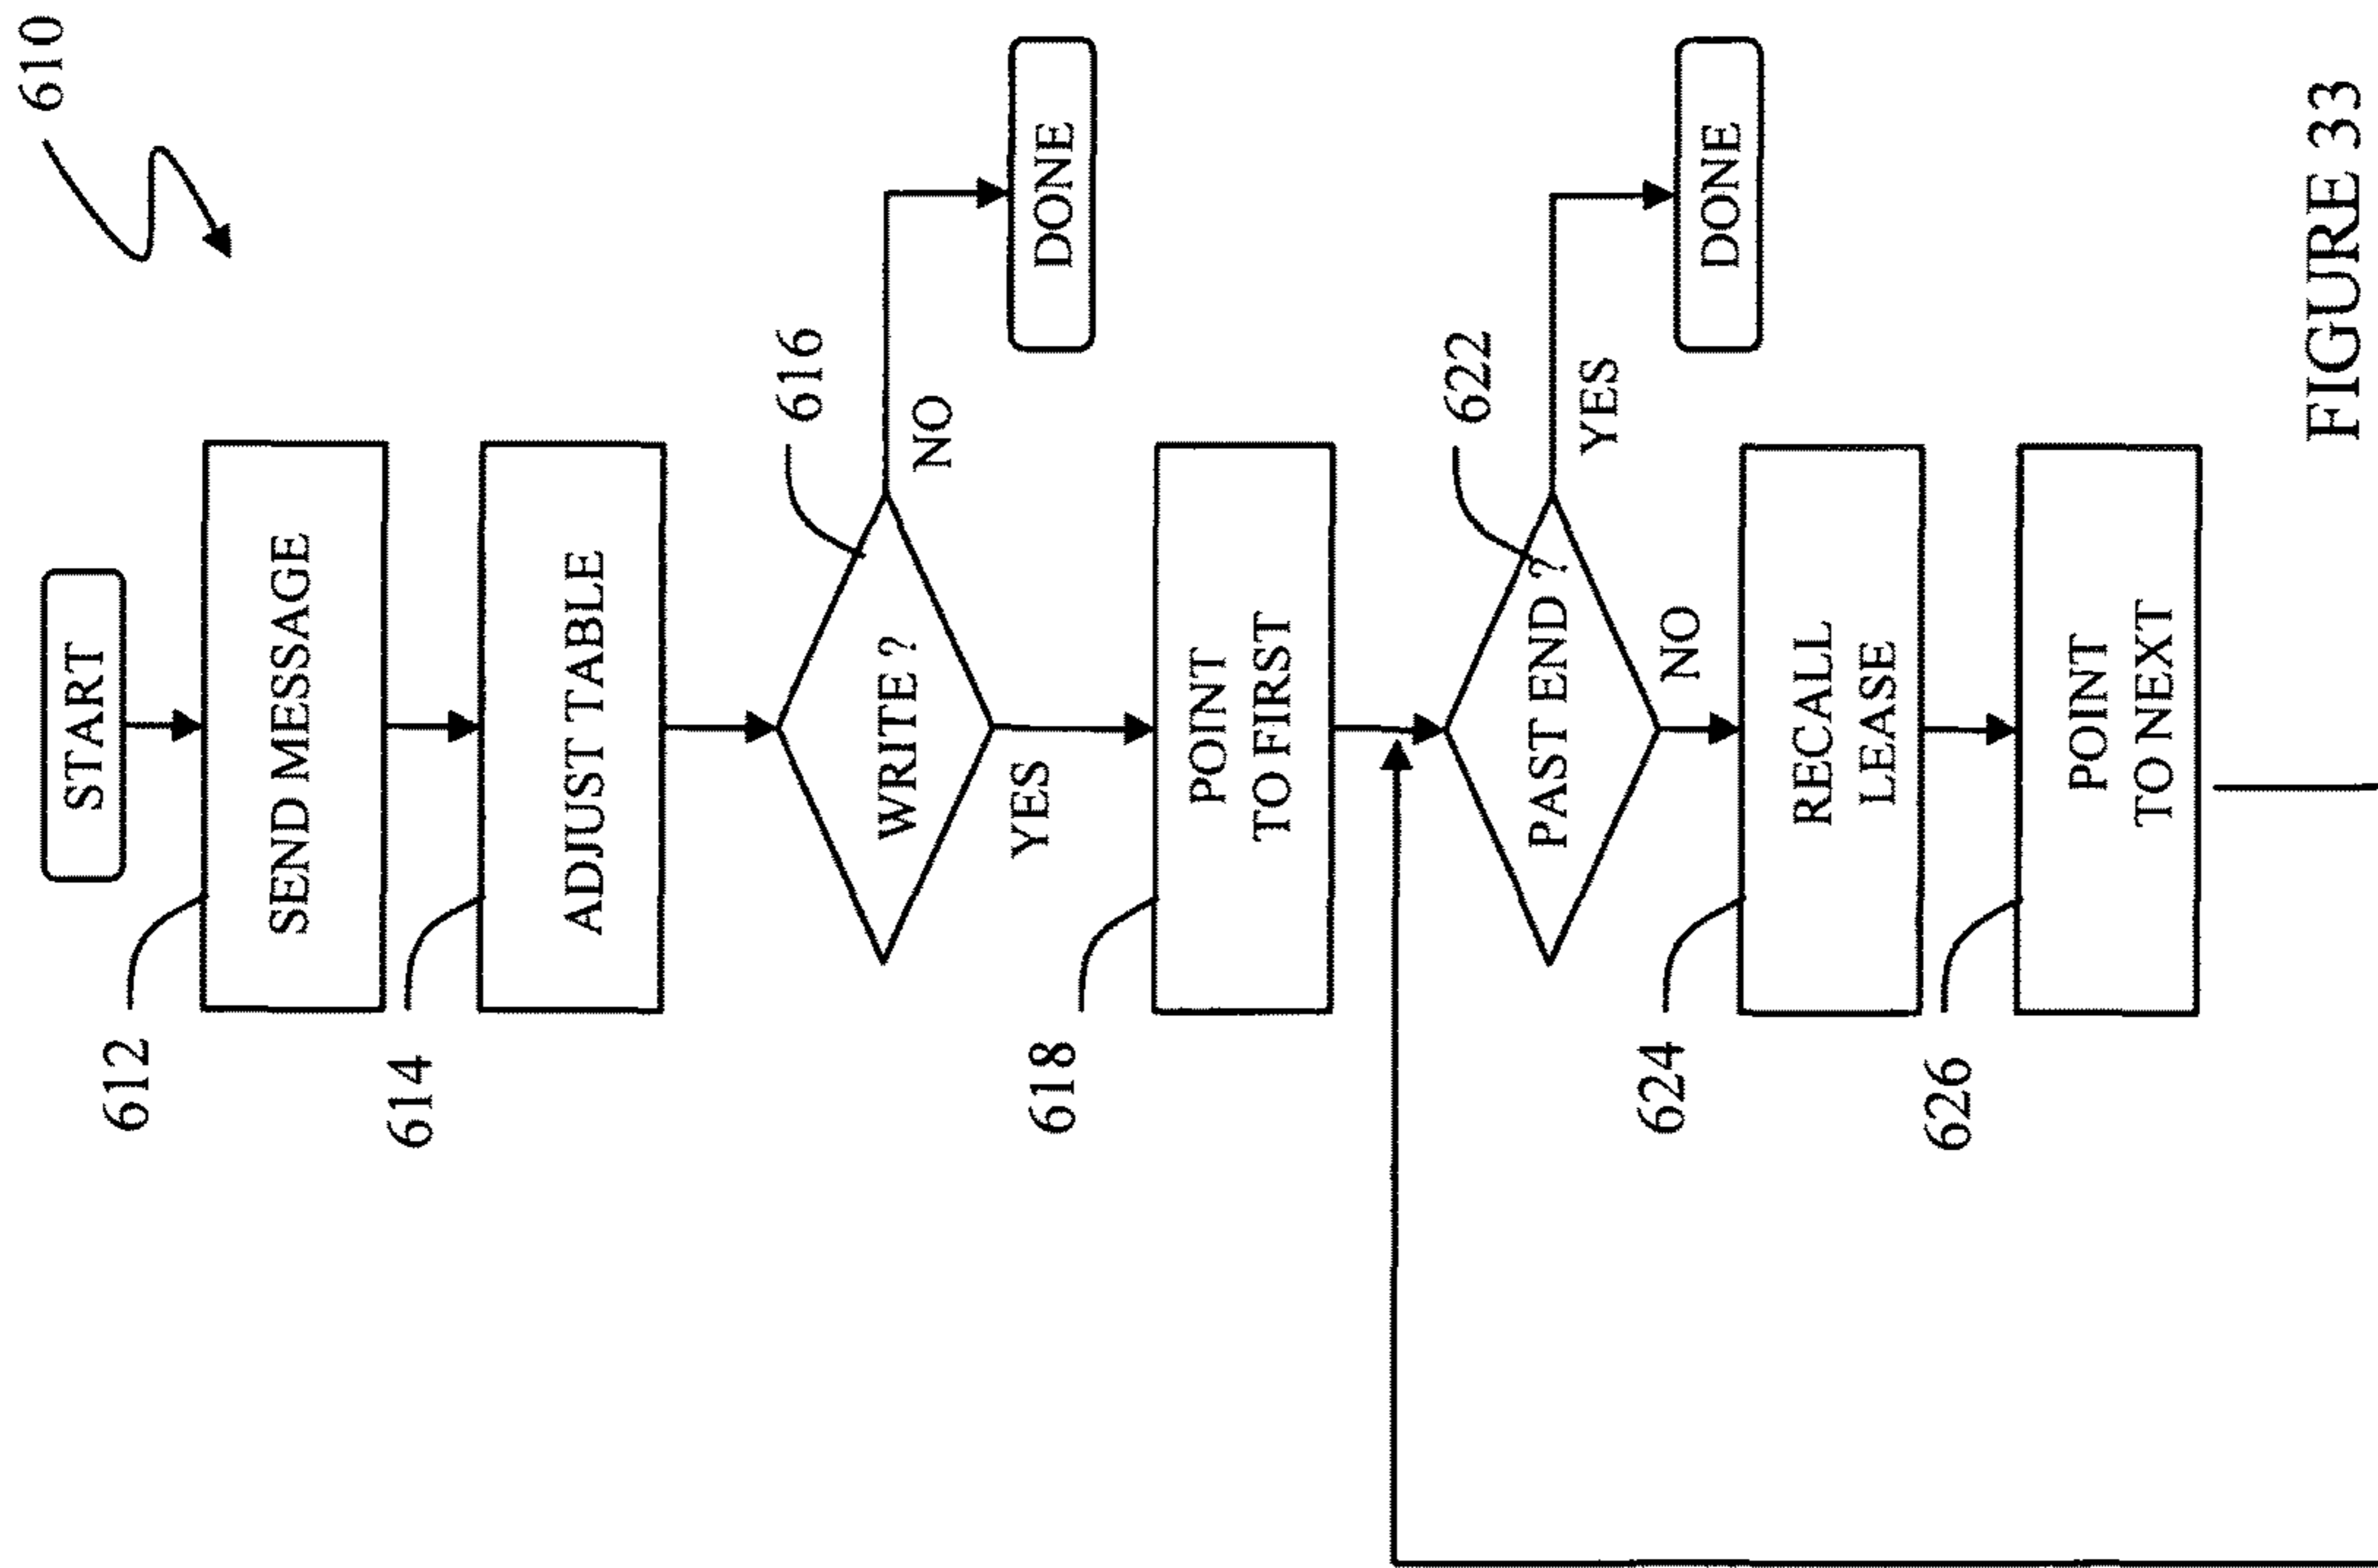 610
START
612
SEND MESSAGE
614
ADJUST TABLE
616
WRITE ?
NO
DONE
YES
618
POINT
TO FIRST
622
PAST END ?
YES
DONE
NO
624
RECALL
LEASE
626
POINT
TO NEXT
FIGURE 33